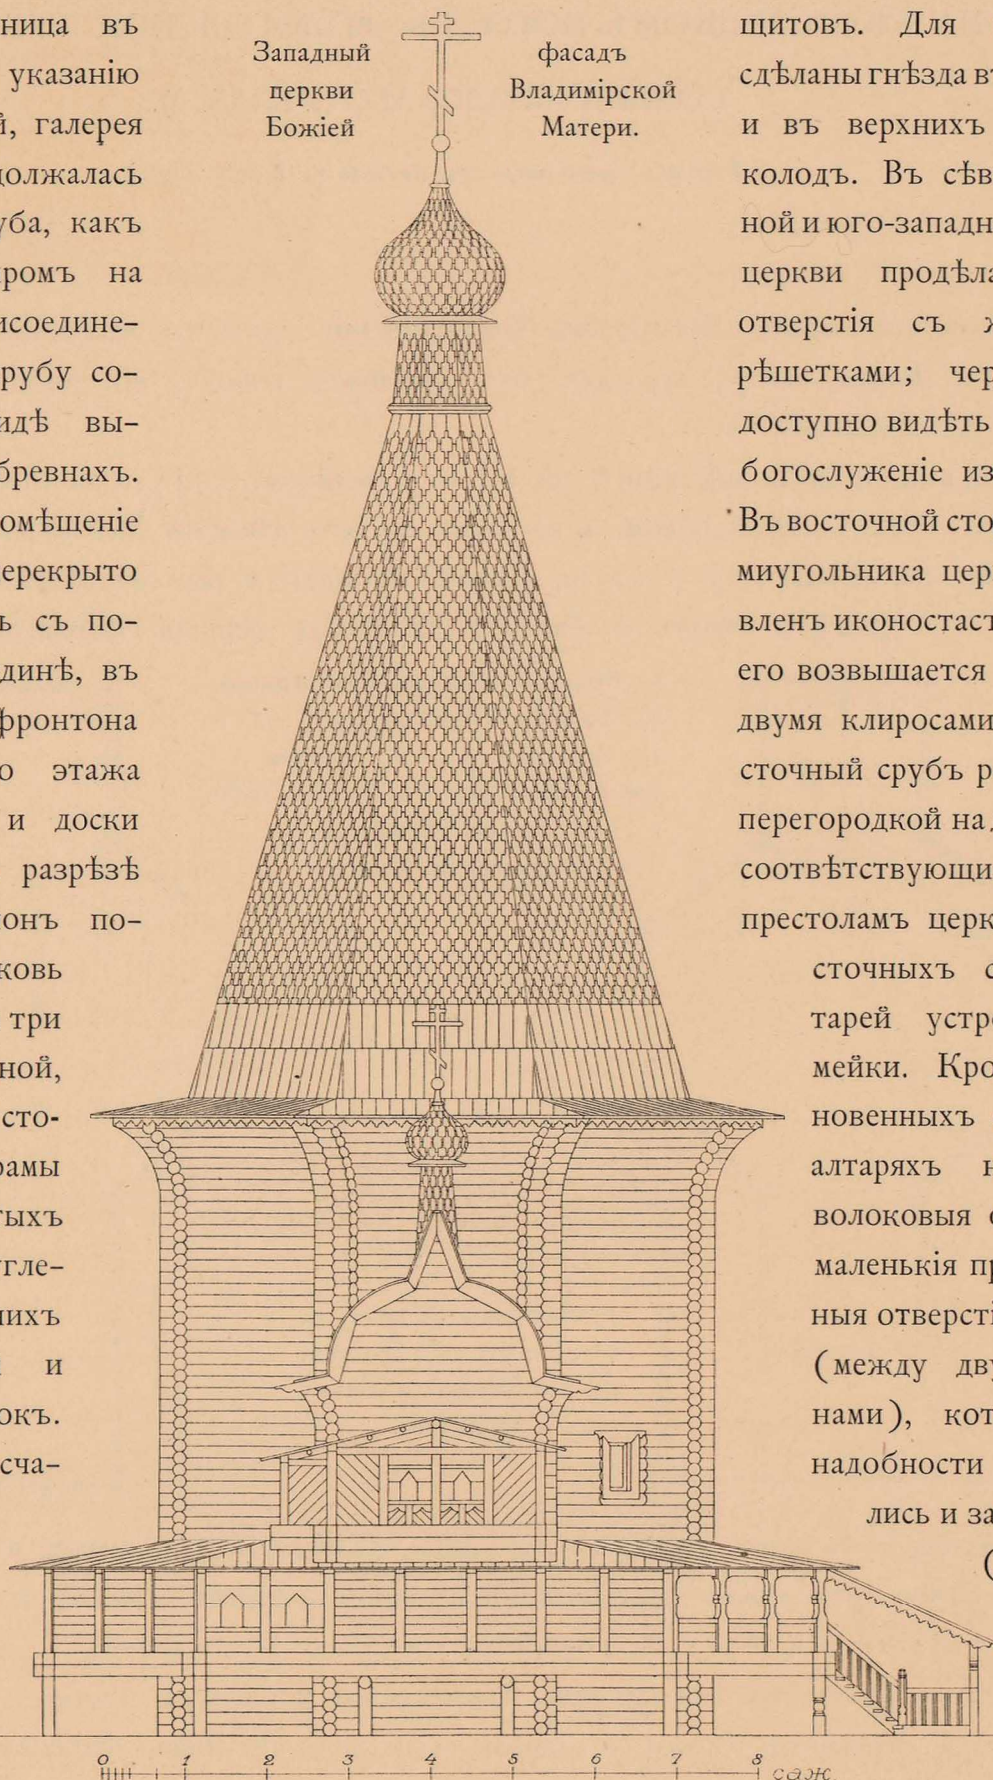 ница въ
указанію
й, галерея
должалась
уба, какъ
ромъ на
исоедине-
рубу со-
идѣ вы-
бревнахъ.
омѣщеніе
ерекрыто
ь съ по-
динѣ, въ
фронтона
о этажа
и доски
разрѣзѣ
онъ по-
ковь
три
ной,
сто-
рамы
тыхъ
гле-
нихъ
и
окъ.
сча-
Западный фасадъ
церкви Владимірской
Божіей Матери.
щитовъ. Для
сдѣланы гнѣзда въ
и въ верхнихъ
колодъ. Въ сѣв
ной и юго-западн
церкви продѣла
отверстія съ ж
рѣшетками; чер
доступно видѣть
богослуженіе из
Въ восточной сто
миугольника цер
вленъ иконостасъ
его возвышается
двумя клиросами
сточный срубъ р
перегородкой на
соотвѣтствующи
престоламъ церк
сточныхъ с
тарей устр
мейки. Кро
новенныхъ
алтаряхъ н
волоковыя о
маленькія пр
ныя отверсті
(между дву
нами), кот
надобности
лись и за
(
0 1 2 3 4 5 6 7 8 саж